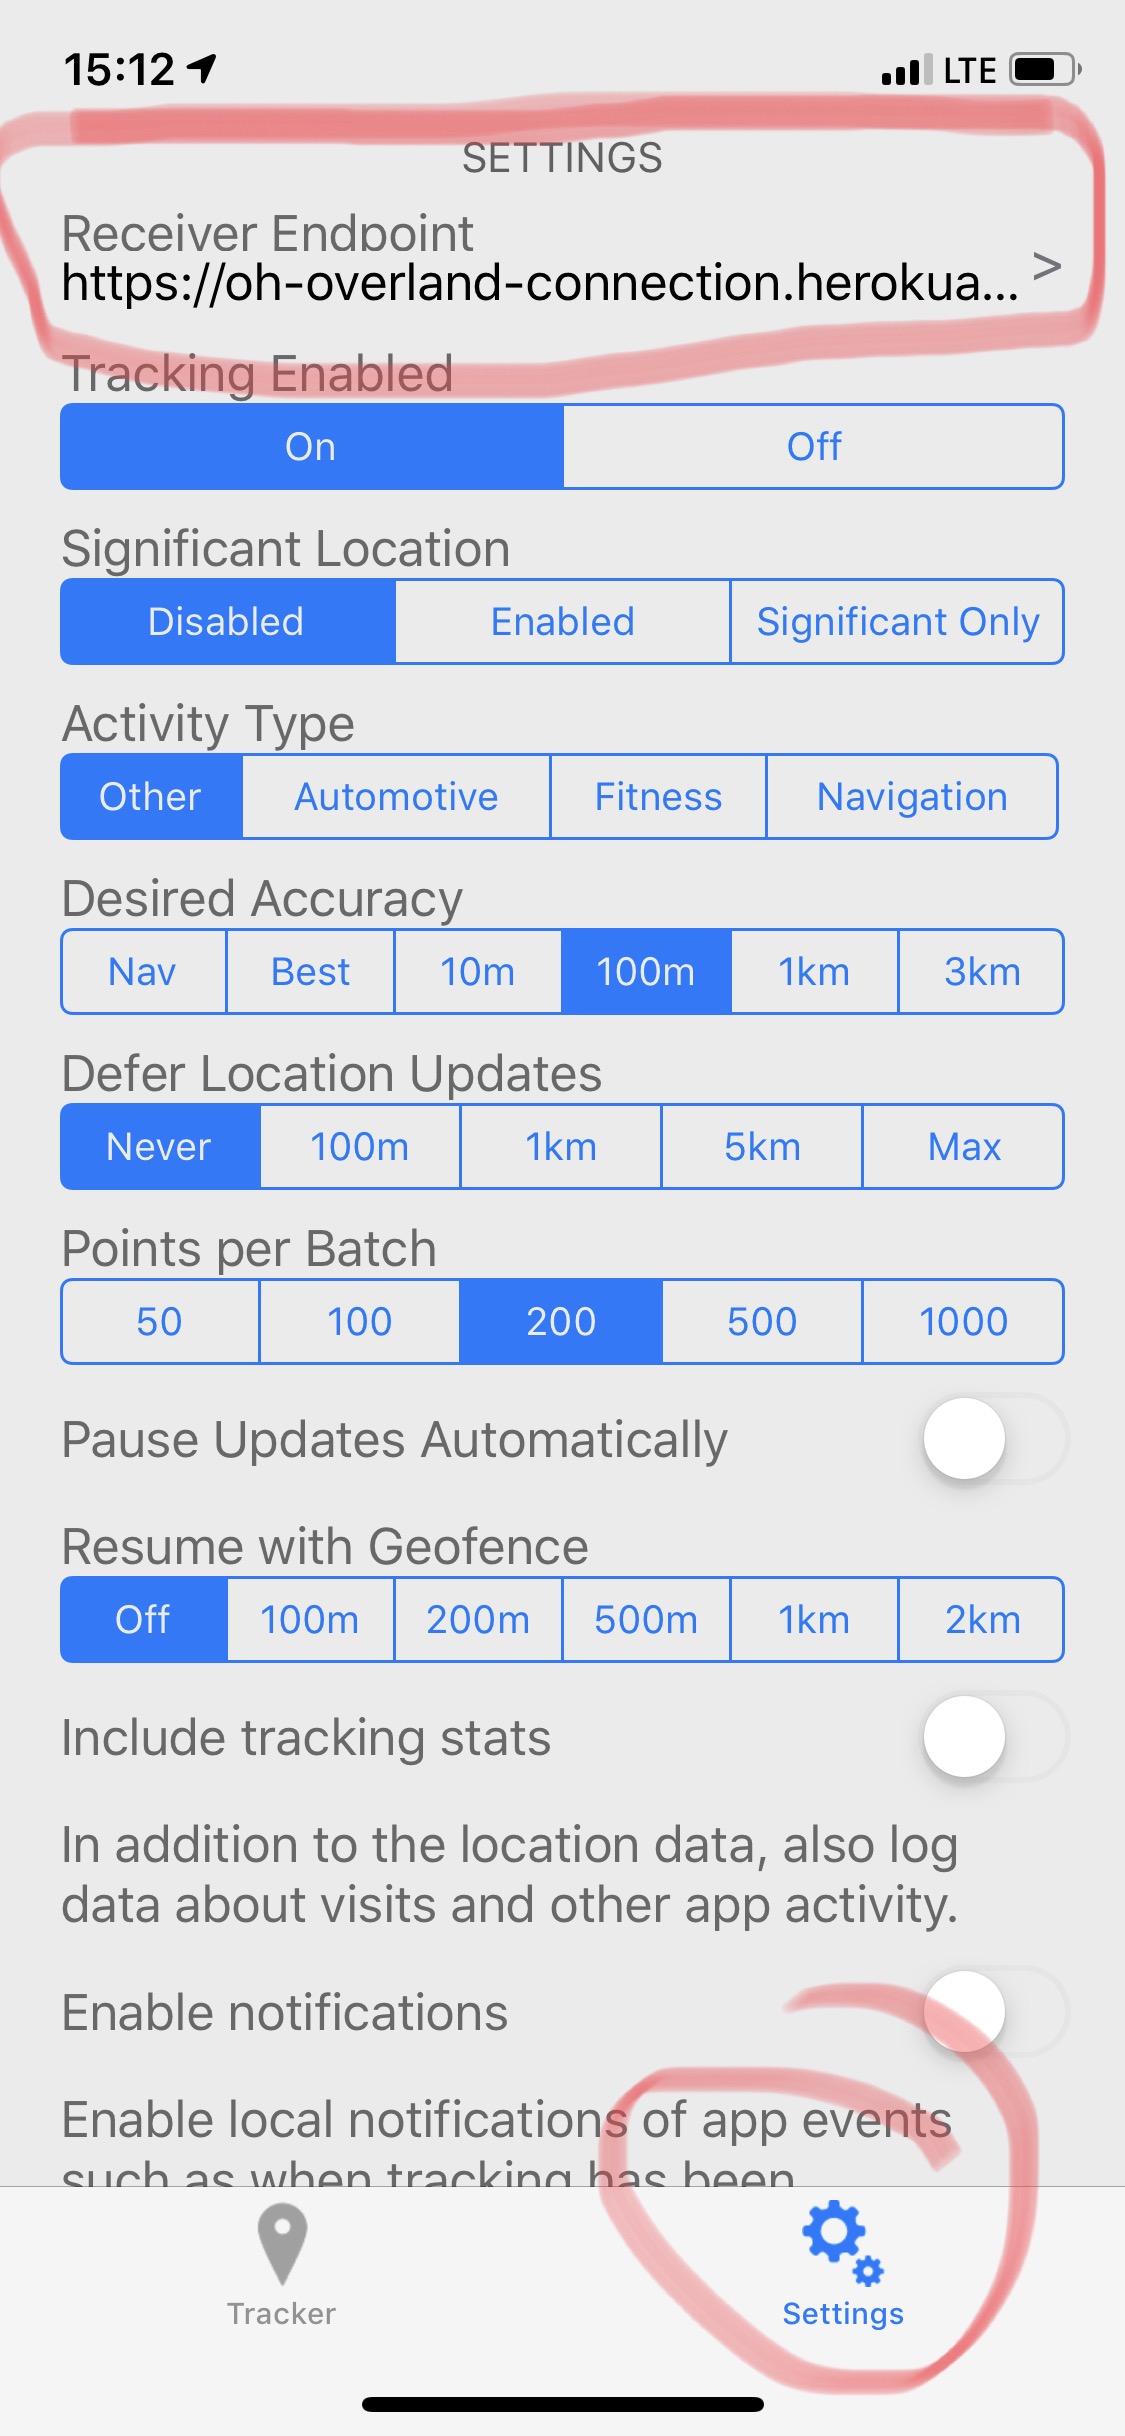 15:12 LTE
SETTINGS
Receiver Endpoint
https://oh-overland-connection.herokua... >
Tracking Enabled
On Off
Significant Location
Disabled Enabled Significant Only
Activity Type
Other Automotive Fitness Navigation
Desired Accuracy
Nav Best 10m 100m 1km 3km
Defer Location Updates
Never 100m 1km 5km Max
Points per Batch
50 100 200 500 1000
Pause Updates Automatically
Resume with Geofence
Off 100m 200m 500m 1km 2km
Include tracking stats
In addition to the location data, also log
data about visits and other app activity.
Enable notifications
Enable local notifications of app events
such as when tracking has been
Tracker Settings